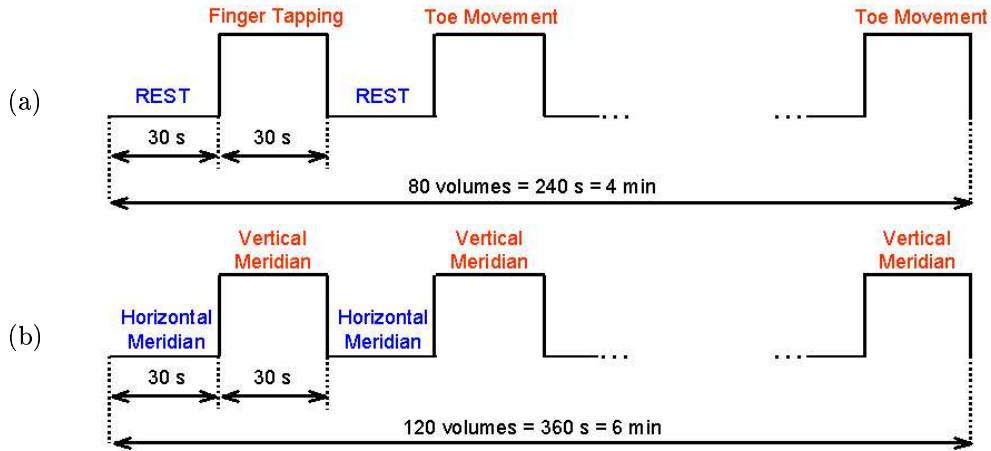 Finger Tapping
Toe Movement
Toe Movement
(a)
REST
REST
30 s
30 s
...
...
80 volumes = 240 s = 4 min
Vertical
Meridian
Vertical
Meridian
Vertical
Meridian
(b)
Horizontal
Meridian
Horizontal
Meridian
30 s
30 s
...
...
120 volumes = 360 s = 6 min